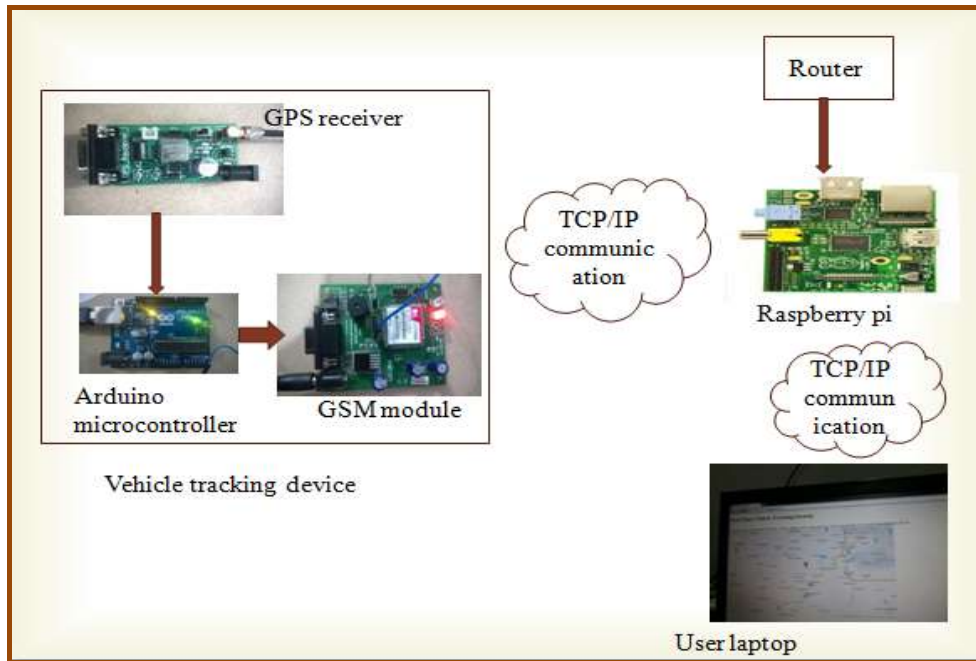 Router
GPS receiver
TCP/IP
communic
ation
Raspberry pi
Arduino
microcontroller
GSM module
TCP/IP
commun
ication
Vehicle tracking device
User laptop